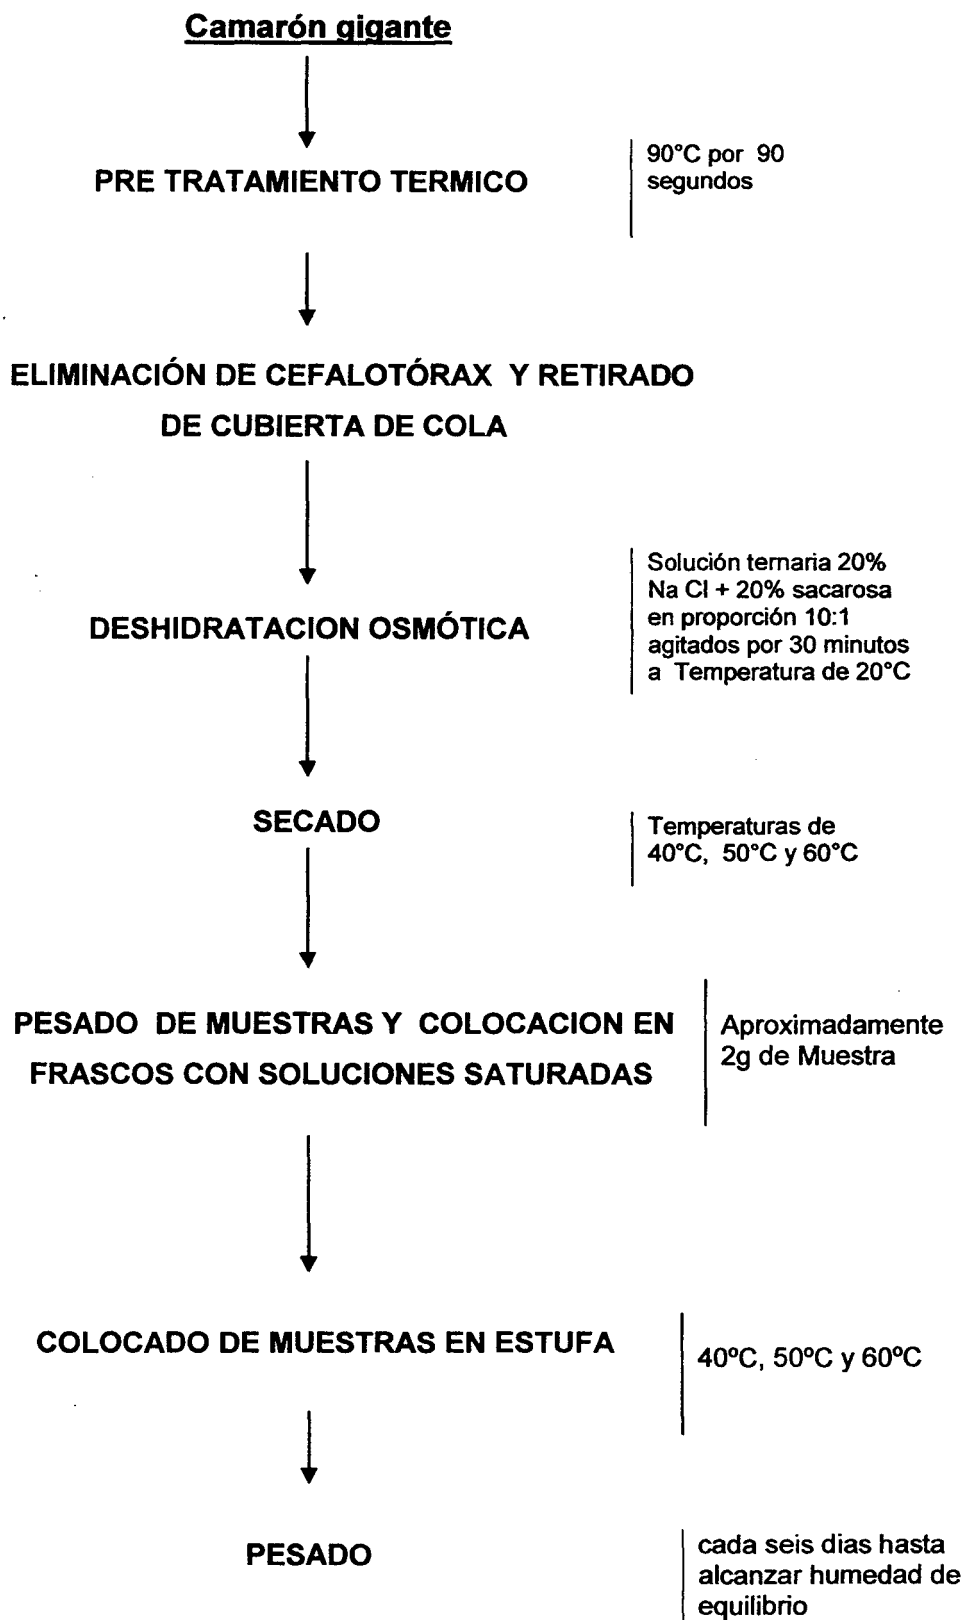 Camarón gigante
PRE TRATAMIENTO TERMICO
90°C por 90
segundos
ELIMINACIÓN DE CEFALOTÓRAX Y RETIRADO
DE CUBIERTA DE COLA
DESHIDRATACION OSMÓTICA
Solución ternaria 20%
Na Cl + 20% sacarosa
en proporción 10:1
agitados por 30 minutos
a Temperatura de 20°C
SECADO
Temperaturas de
40°C, 50°C y 60°C
PESADO DE MUESTRAS Y COLOCACION EN
FRASCOS CON SOLUCIONES SATURADAS
Aproximadamente
2g de Muestra
COLOCADO DE MUESTRAS EN ESTUFA
40ºC, 50ºC y 60ºC
PESADO
cada seis dias hasta
alcanzar humedad de
equilibrio